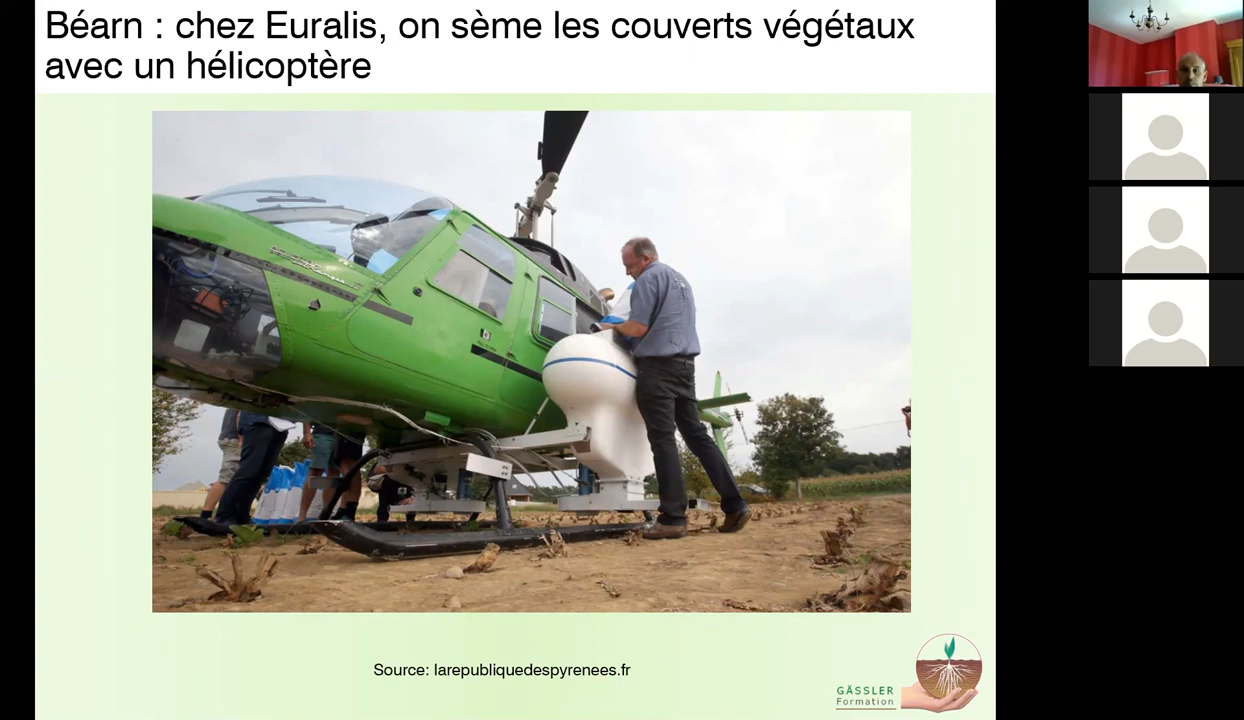 Béarn : chez Euralis, on sème les couverts végétaux
avec un hélicoptère
Source: larepubliquedespyrenees.fr
GÄSSLER
Formation